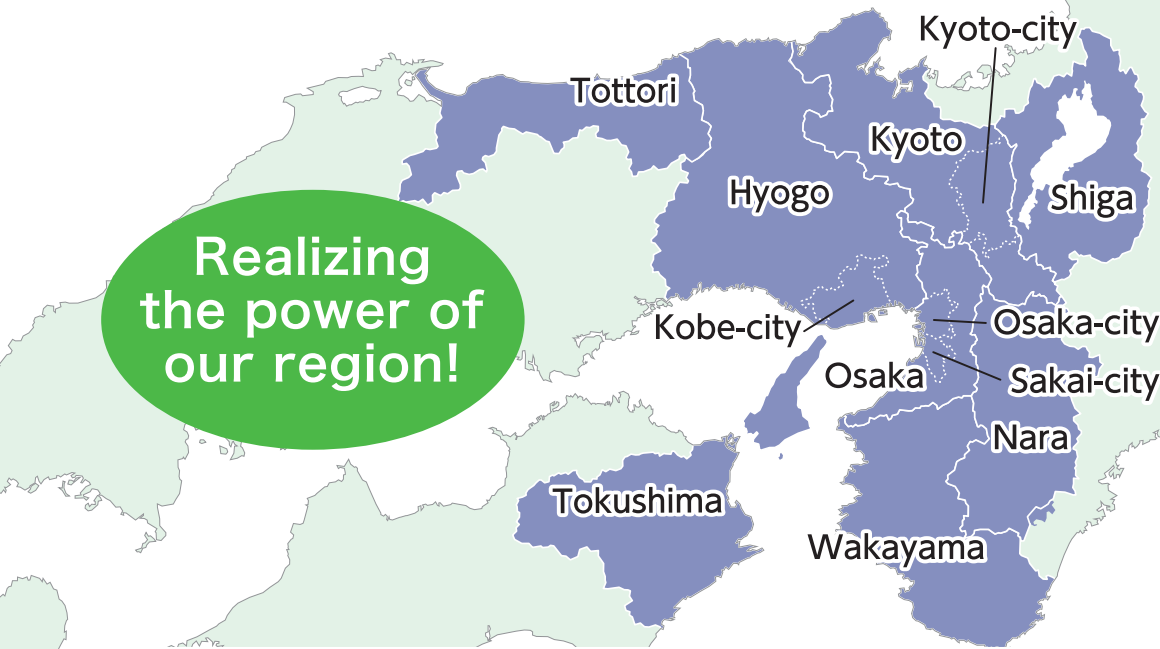 Kyoto-city
Tottori
Kyoto
Hyogo
Shiga
Realizing
the power of
our region!
Kobe-city
Osaka-city
Osaka
Sakai-city
Nara
Tokushima
Wakayama